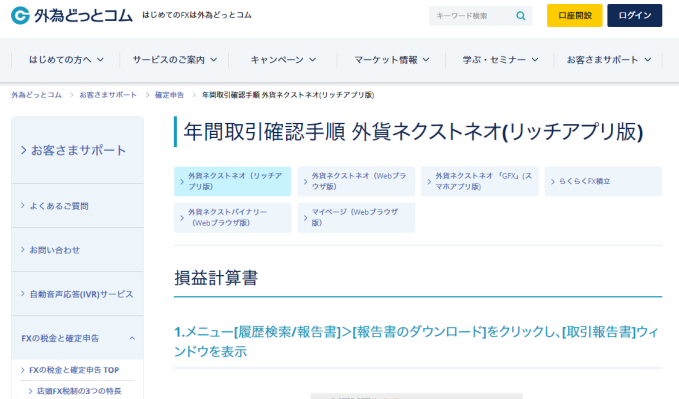 外為どっとコム はじめてのFXは外為どっとコム
キーワード検索
口座開設
ログイン
はじめての方へ
サービスのご案内
キャンペーン
マーケット情報
学ぶ・セミナー
お客さまサポート
外為どっとコム > お客さまサポート > 確定申告 > 年間取引確認手順 外貨ネクストネオ(リッチアプリ版)
年間取引確認手順 外貨ネクストネオ(リッチアプリ版)
> お客さまサポート
> よくあるご質問
> お問い合わせ
> 自動音声応答(IVR)サービス
FXの税金と確定申告
> FXの税金と確定申告 TOP
> 店頭FX税制の3つの特長
> 外貨ネクストネオ（リッチア
プリ版）
> 外貨ネクストネオ（Webブラ
ウザ版）
> 外貨ネクストネオ 「GFX」(ス
マホアプリ版)
> らくらくFX積立
> 外貨ネクストバイナリー
（Webブラウザ版）
> マイページ（Webブラウザ
版）
損益計算書
1.メニュー[履歴検索/報告書]>[報告書のダウンロード]をクリックし、[取引報告書]ウィ
ンドウを表示